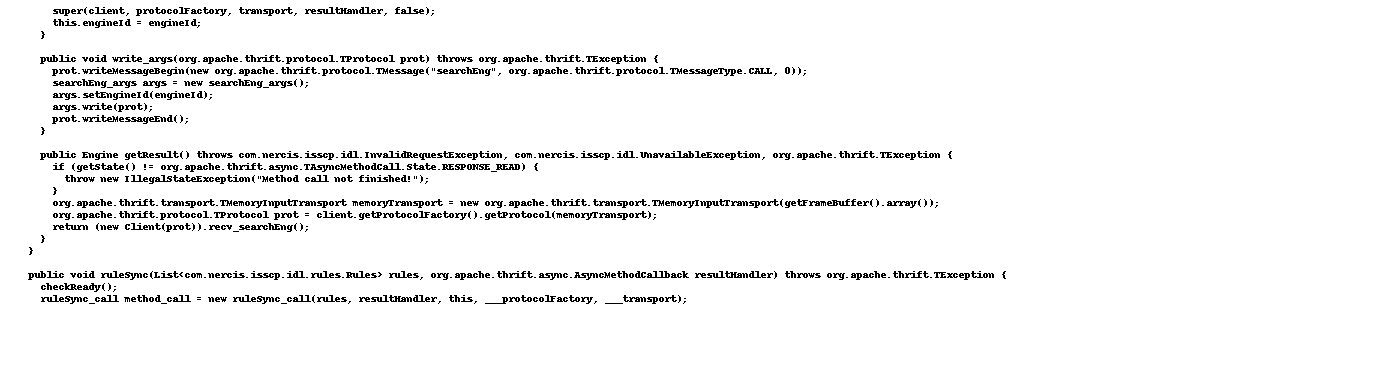 super(client, protocolFactory, transport, resultHandler, false);
this.engineId = engineId;
}
public void write_args(org.apache.thrift.protocol.TProtocol prot) throws org.apache.thrift.TException {
prot.writeMessageBegin(new org.apache.thrift.protocol.TMessage("searchEng", org.apache.thrift.protocol.TMessageType.CALL, 0));
searchEng_args args = new searchEng_args();
args.setEngineId(engineId);
args.write(prot);
prot.writeMessageEnd();
}
public Engine getResult() throws com.nercis.isscp.idl.InvalidRequestException, com.nercis.isscp.idl.UnavailableException, org.apache.thrift.TException {
if (getState() != org.apache.thrift.async.TAsyncMethodCall.State.RESPONSE_READ) {
throw new IllegalStateException("Method call not finished!");
}
org.apache.thrift.transport.TMemoryInputTransport memoryTransport = new org.apache.thrift.transport.TMemoryInputTransport(getFrameBuffer().array());
org.apache.thrift.protocol.TProtocol prot = client.getProtocolFactory().getProtocol(memoryTransport);
return (new Client(prot)).recv_searchEng();
}
}
public void ruleSync(List<com.nercis.isscp.idl.rules.Rules> rules, org.apache.thrift.async.AsyncMethodCallback resultHandler) throws org.apache.thrift.TException {
checkReady();
ruleSync_call method_call = new ruleSync_call(rules, resultHandler, this, ___protocolFactory, ___transport);